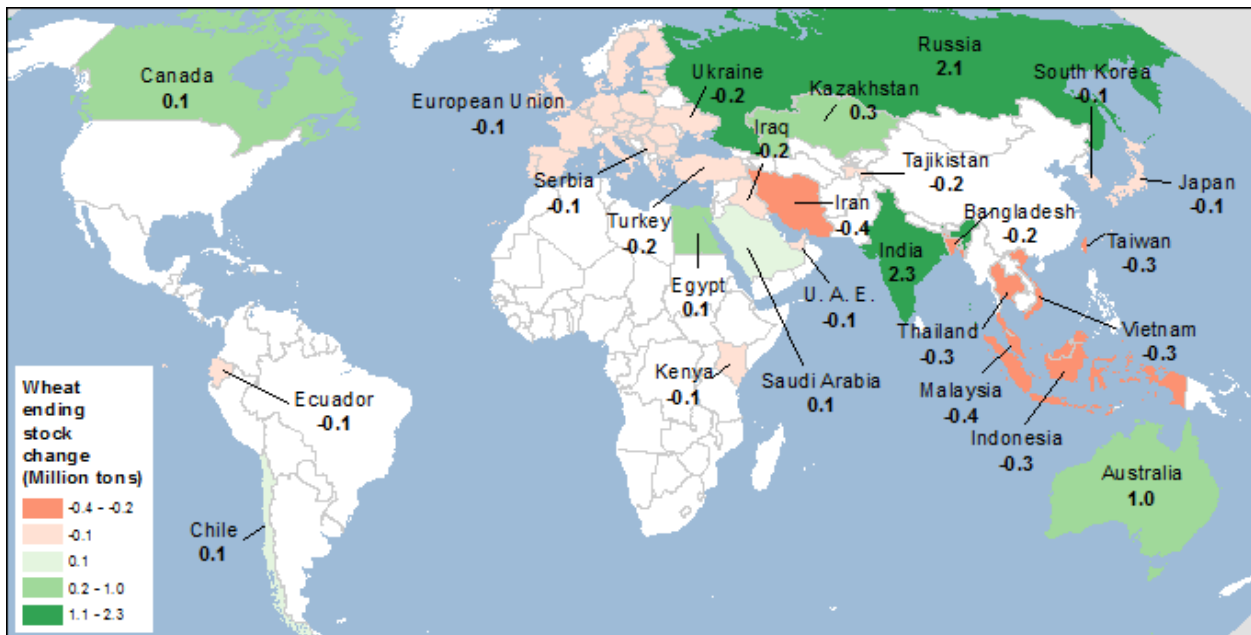 Canada
0.1
European Union
-0.1
Ukraine
-0.2
Russia
2.1
Kazakhstan
0.3
South Korea
-0.1
Iraq
-0.2
Tajikistan
-0.2
Japan
-0.1
Serbia
-0.1
Turkey
-0.2
Iran
-0.4
Bangladesh
-0.2
Taiwan
-0.3
India
2.3
Egypt
0.1
U. A. E.
-0.1
Thailand
-0.3
Vietnam
-0.3
Kenya
-0.1
Saudi Arabia
0.1
Malaysia
-0.4
Indonesia
-0.3
Ecuador
-0.1
Australia
1.0
Chile
0.1
Wheat
ending
stock
change
(Million tons)
-0.4 - -0.2
-0.1
0.1
0.2 - 1.0
1.1 - 2.3